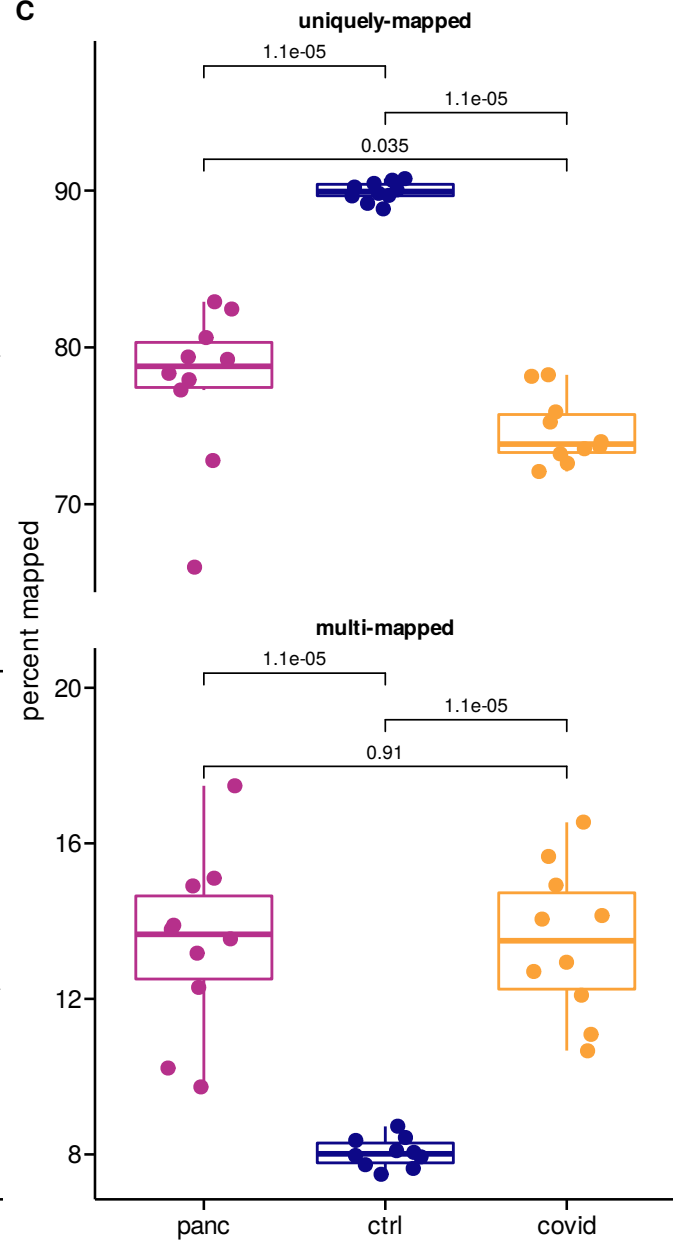 C
uniquely-mapped
1.1e-05
1.1e-05
0.035
90
80
70
percent mapped
multi-mapped
1.1e-05
1.1e-05
0.91
20
16
12
8
panc ctrl covid